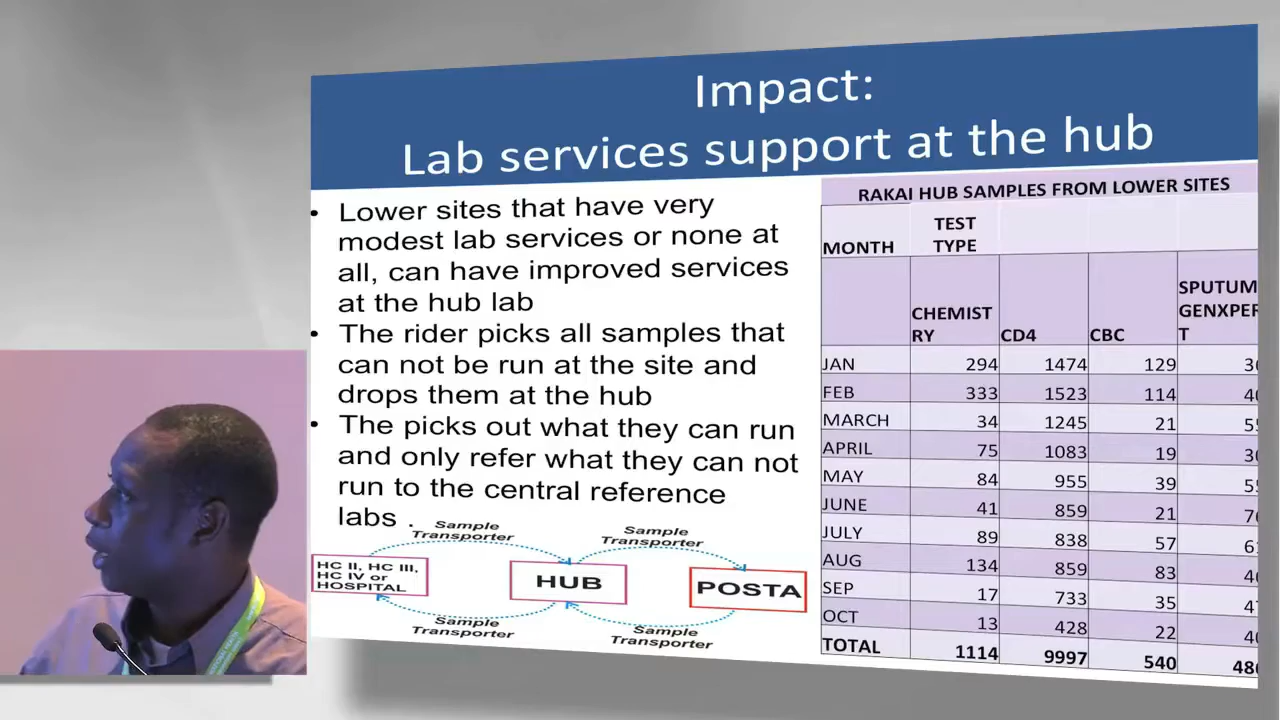 Impact:
Lab services support at the hub
• Lower sites that have very
modest lab services or none at
all, can have improved services
at the hub lab
• The rider picks all samples that
can not be run at the site and
drops them at the hub
• The picks out what they can run
and only refer what they can not
run to the central reference
labs .
Sample
Transporter
Sample
Transporter
HC II, HC III,
HC IV or
HOSPITAL
HUB
POSTA
Sample
Transporter
Sample
Transporter
RAKAI HUB SAMPLES FROM LOWER SITES
MONTH TEST TYPE
CHEMIST
RY CD4 CBC SPUTUM
GENXPER
T
JAN 294 1474 129
FEB 333 1523 114
MARCH 34 1245 21
APRIL 75 1083 19
MAY 84 955 39
JUNE 41 859 21
JULY 89 838 57
AUG 134 859 83
SEP 17 733 35
OCT 13 428 22
TOTAL 1114 9997 540